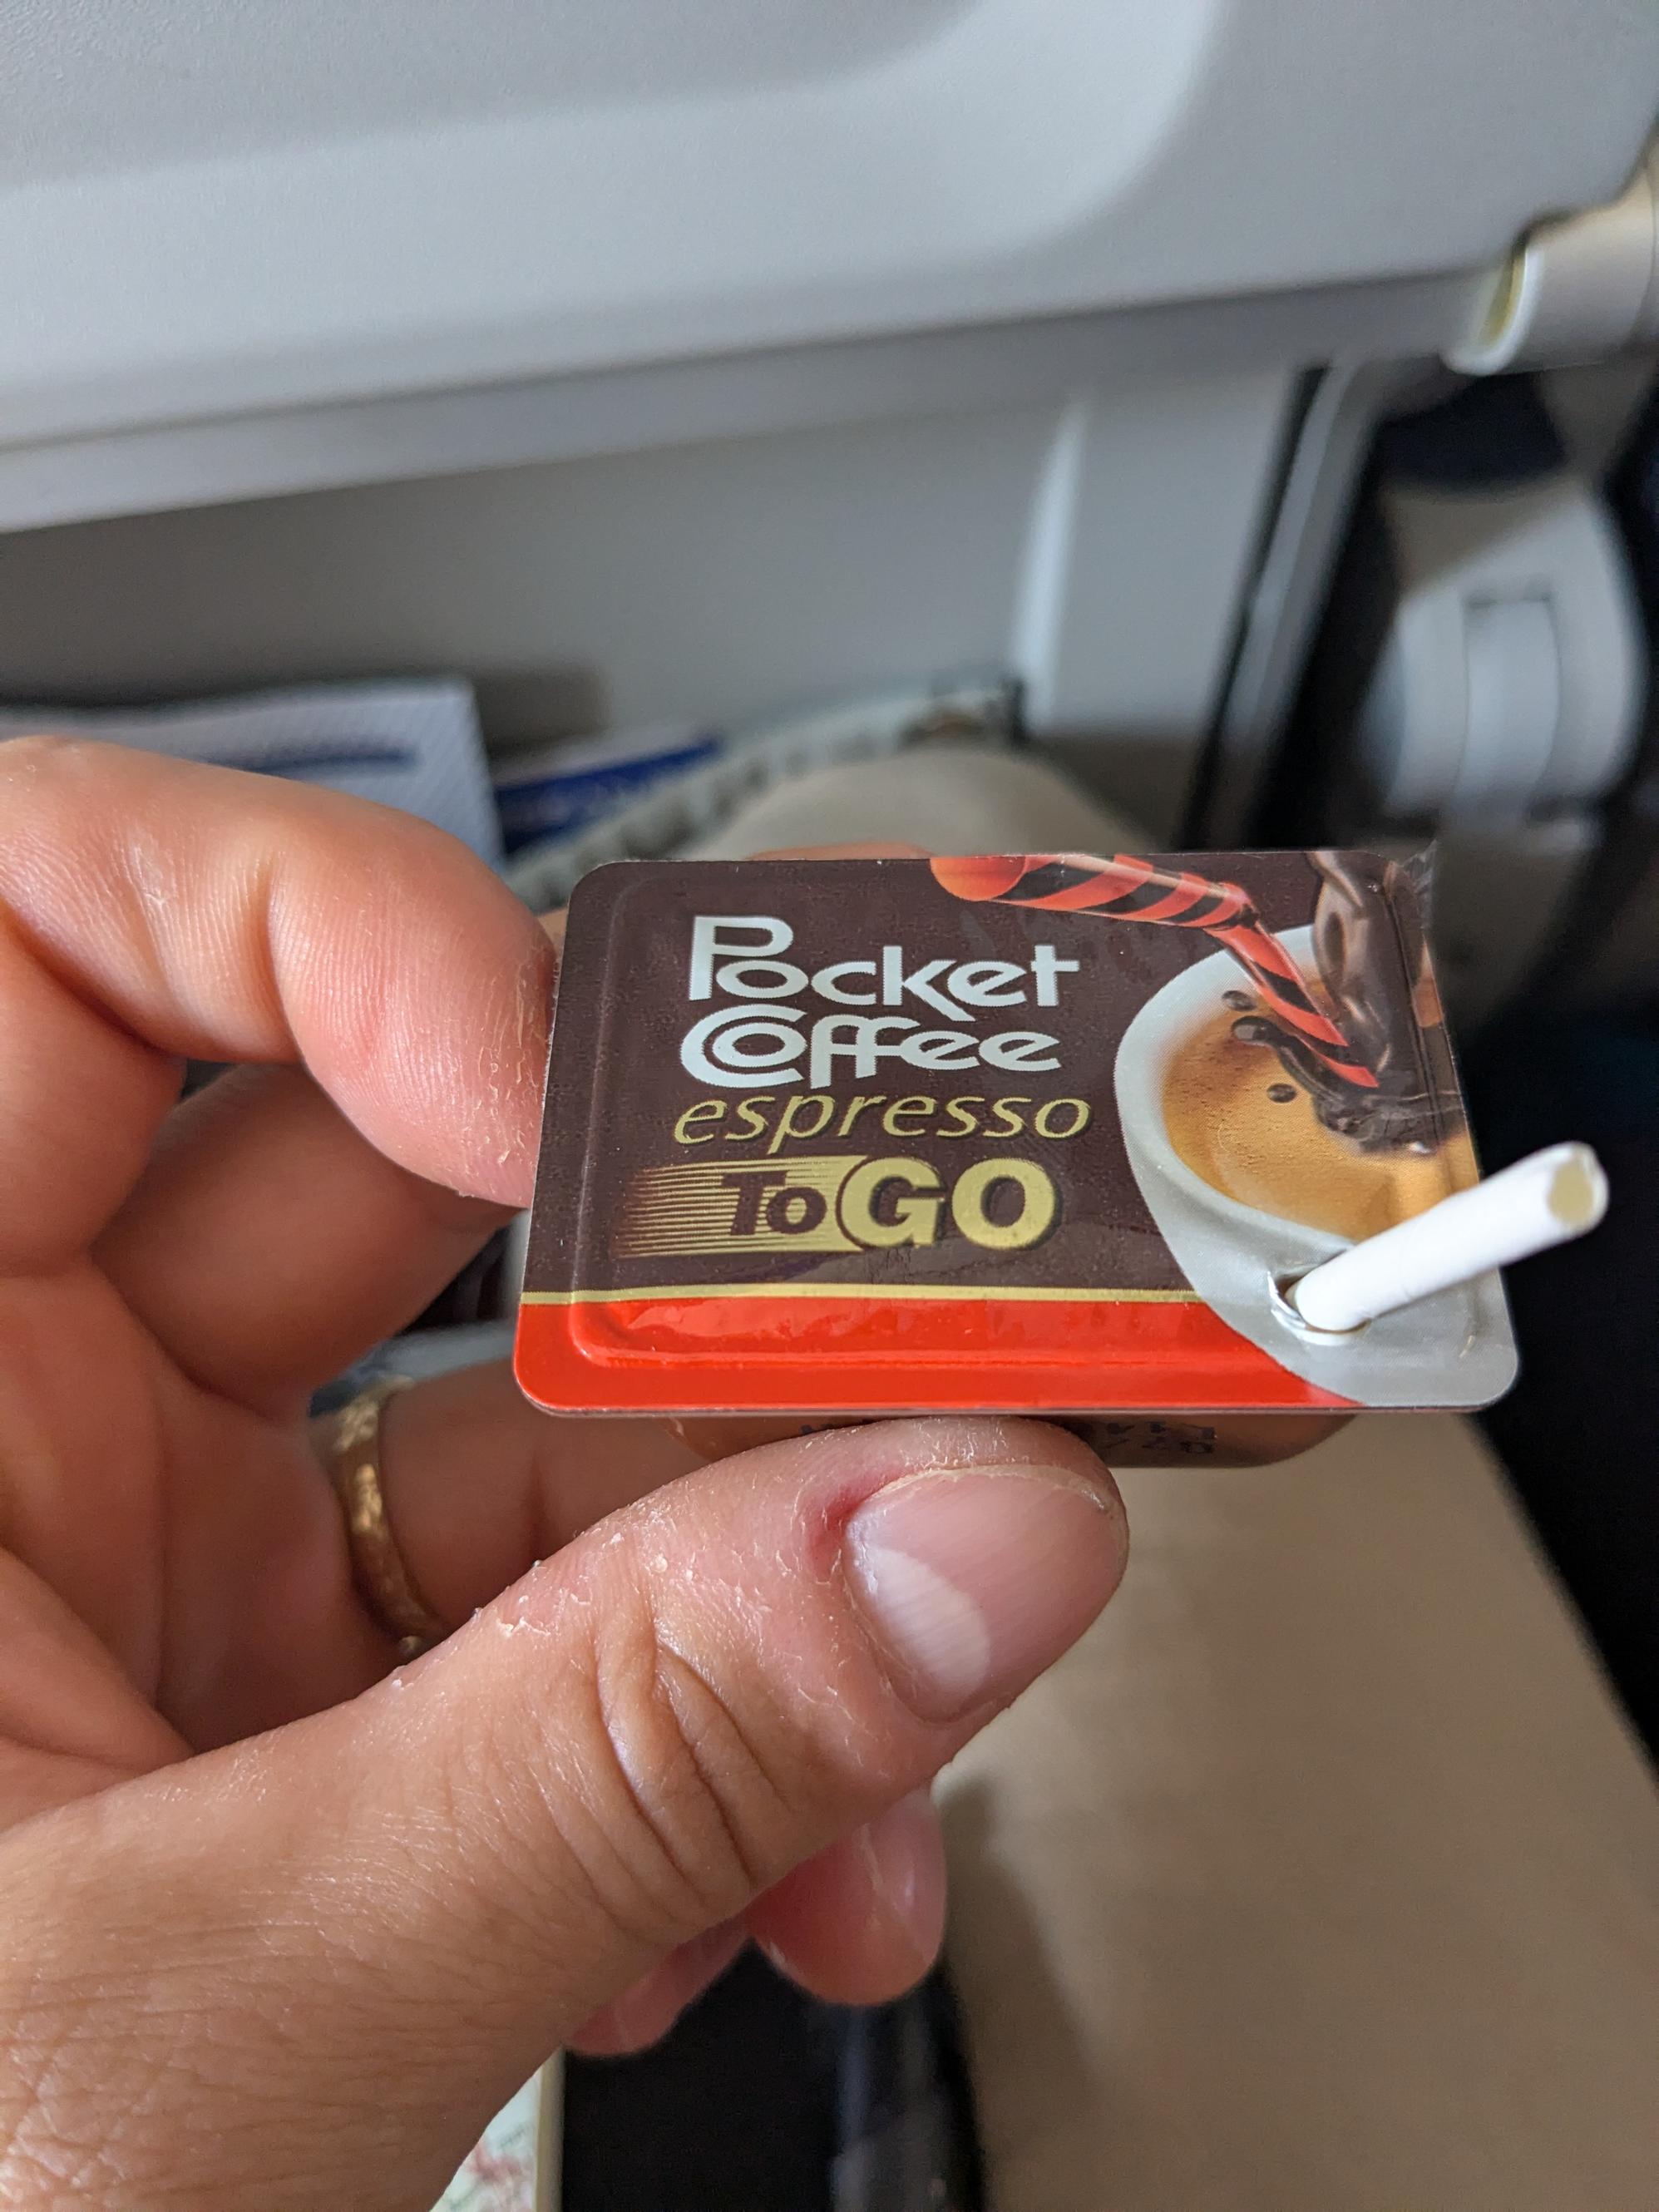 Pocket
Coffee
espresso
To GO